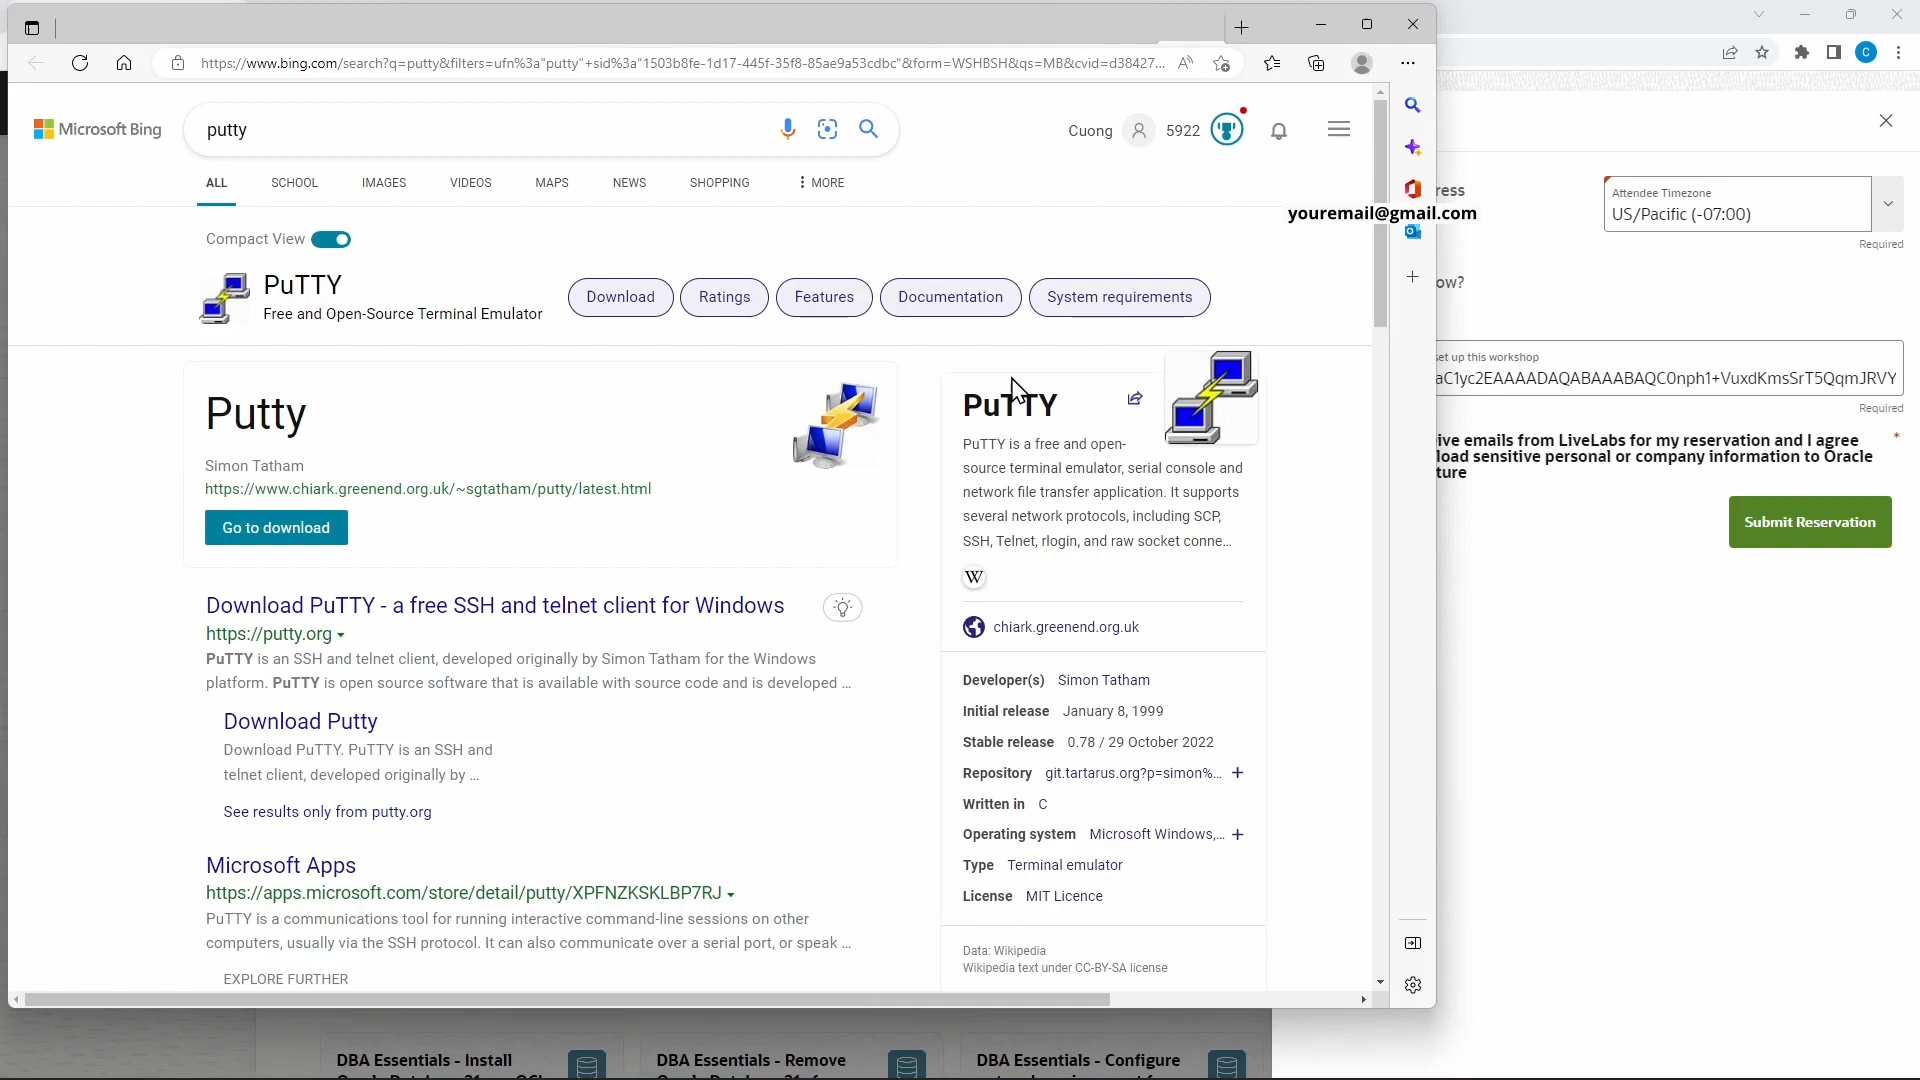 https://www.bing.com/search?q=putty&filters=ufn%3a"putty"+sid%3a"1503b8fe-1d17-445f-35f8-85ae9a53cdbc"&form=WSHBSH&qs=MB&cvid=d38427...
Microsoft Bing
putty
Cuong
5922
ALL
SCHOOL
IMAGES
VIDEOS
MAPS
NEWS
SHOPPING
MORE
Compact View
PuTTY
Free and Open-Source Terminal Emulator
Download
Ratings
Features
Documentation
System requirements
Putty
Simon Tatham
https://www.chiark.greenend.org.uk/~sgtatham/putty/latest.html
Go to download
Download PuTTY - a free SSH and telnet client for Windows
https://putty.org
PuTTY is an SSH and telnet client, developed originally by Simon Tatham for the Windows
platform. PuTTY is open source software that is available with source code and is developed ...
Download Putty
Download PuTTY. PuTTY is an SSH and
telnet client, developed originally by ...
See results only from putty.org
Microsoft Apps
https://apps.microsoft.com/store/detail/putty/XPFNZKSKLBP7RJ
PuTTY is a communications tool for running interactive command-line sessions on other
computers, usually via the SSH protocol. It can also communicate over a serial port, or speak ...
EXPLORE FURTHER
PuTTY
PuTTY is a free and open-
source terminal emulator, serial console and
network file transfer application. It supports
several network protocols, including SCP,
SSH, Telnet, rlogin, and raw socket conne...
W
chiark.greenend.org.uk
Developer(s) Simon Tatham
Initial release January 8, 1999
Stable release 0.78 / 29 October 2022
Repository git.tartarus.org?p=simon%...
Written in C
Operating system Microsoft Windows,...
Type Terminal emulator
License MIT Licence
Data: Wikipedia
Wikipedia text under CC-BY-SA license
C
ress
youremail@gmail.com
Attendee Timezone
US/Pacific (-07:00)
Required
ow?
set up this workshop
aC1yc2EAAAADAQABAAABAQC0nph1+VuxdKmsSrT5QqmJRVY
Required
ive emails from LiveLabs for my reservation and I agree
load sensitive personal or company information to Oracle
ture
*
Submit Reservation
DBA Essentials - Install
DBA Essentials - Remove
DBA Essentials - Configure